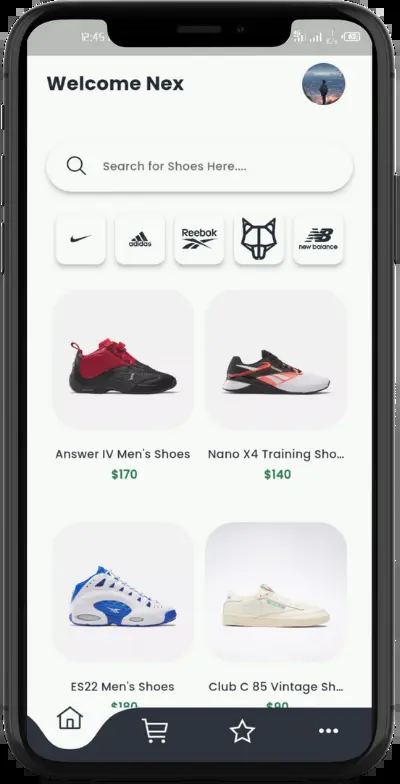 12:45
Welcome Nex
Search for Shoes Here....
adidas
Reebok
new balance
Answer IV Men's Shoes
$170
Nano X4 Training Sho...
$140
ES22 Men's Shoes
$180
Club C 85 Vintage Sh...
$90